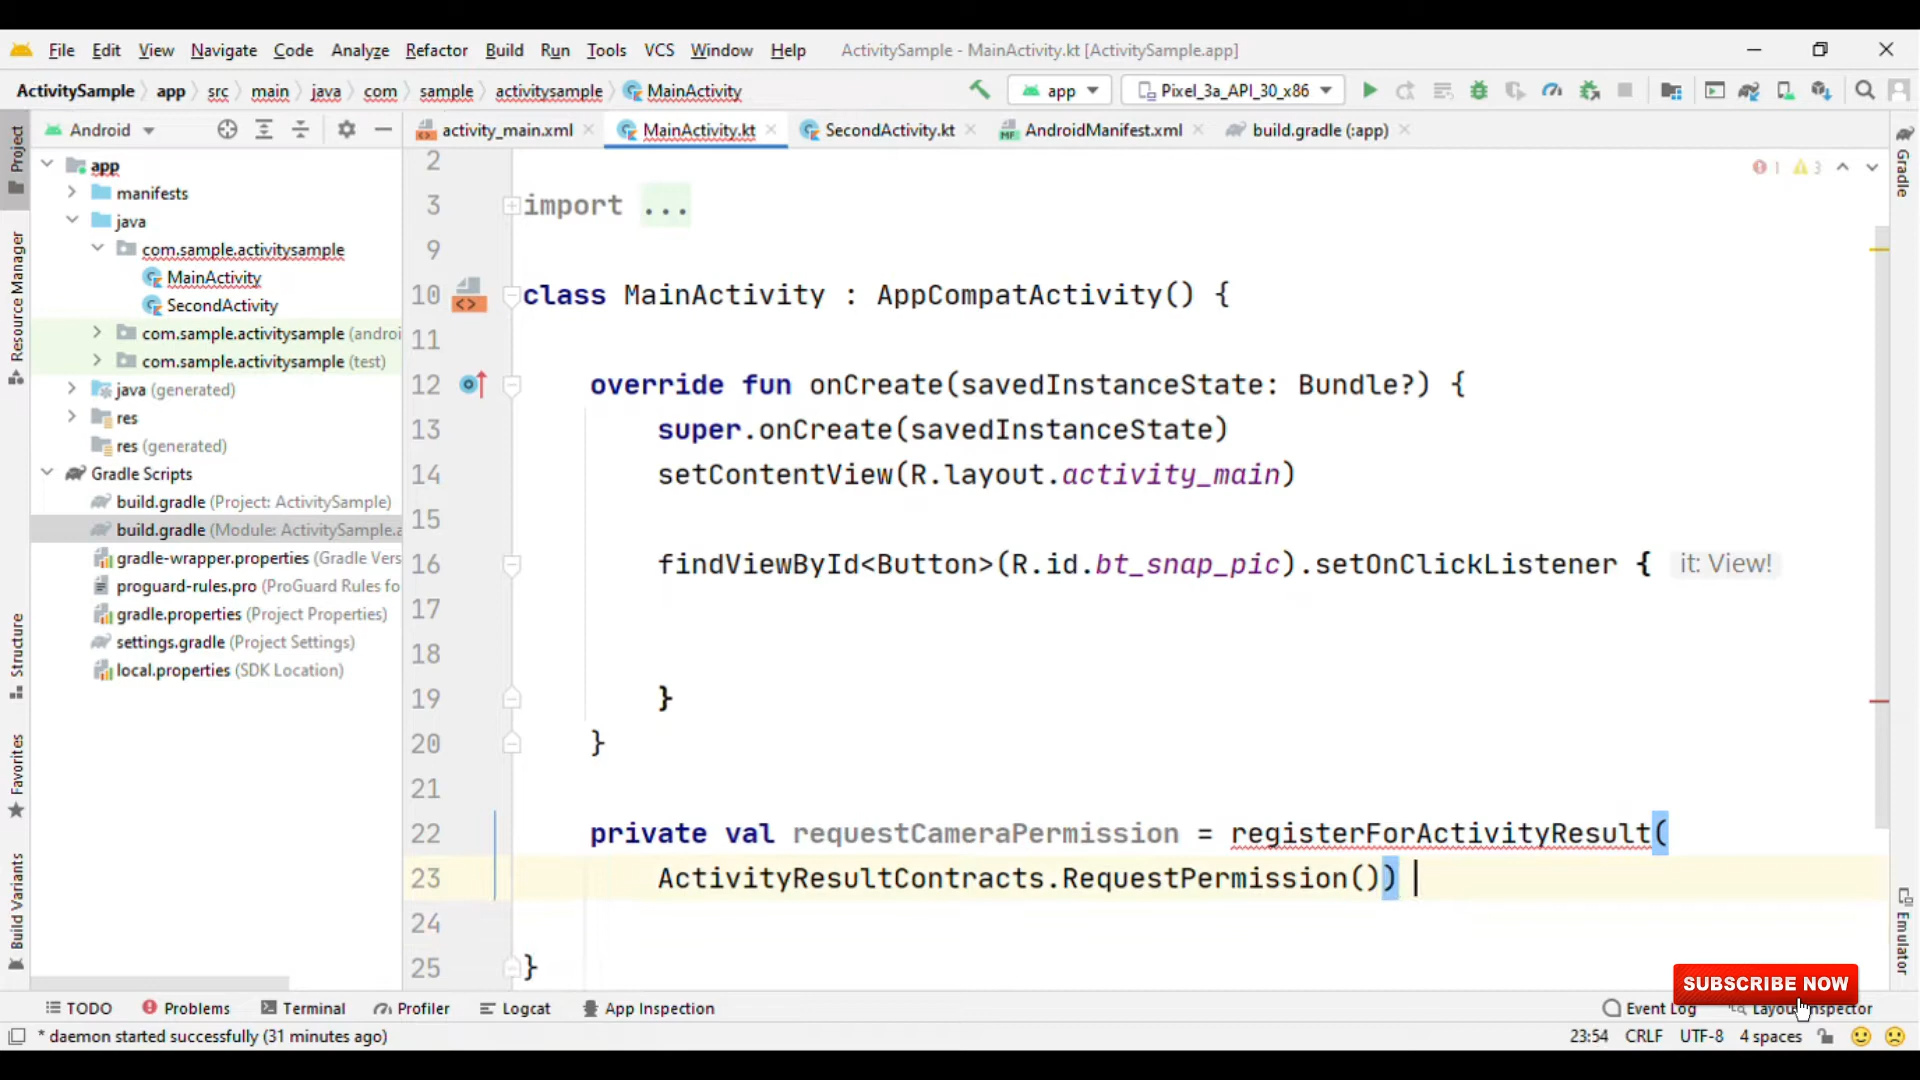 File Edit View Navigate Code Analyze Refactor Build Run Tools VCS Window Help ActivitySample - MainActivity.kt [ActivitySample.app]
ActivitySample app src main java com sample activitysample MainActivity app Pixel_3a_API_30_x86
Android activity_main.xml MainActivity.kt SecondActivity.kt AndroidManifest.xml build.gradle (:app)
Project
Resource Manager
Structure
Favorites
Build Variants
app
manifests
java
com.sample.activitysample
MainActivity
SecondActivity
com.sample.activitysample (androi
com.sample.activitysample (test)
java (generated)
res
res (generated)
Gradle Scripts
build.gradle (Project: ActivitySample)
build.gradle (Module: ActivitySample.a
gradle-wrapper.properties (Gradle Vers
proguard-rules.pro (ProGuard Rules fo
gradle.properties (Project Properties)
settings.gradle (Project Settings)
local.properties (SDK Location)
1 3
2
3 import ...
9
10 class MainActivity : AppCompatActivity() {
11
12 override fun onCreate(savedInstanceState: Bundle?) {
13 super.onCreate(savedInstanceState)
14 setContentView(R.layout.activity_main)
15
16 findViewById<Button>(R.id.bt_snap_pic).setOnClickListener { it: View!
17
18
19 }
20 }
21
22 private val requestCameraPermission = registerForActivityResult(
23 ActivityResultContracts.RequestPermission())
24
25 }
Gradle
Emulator
SUBSCRIBE NOW
TODO Problems Terminal Profiler Logcat App Inspection Event Log Layout Inspector
* daemon started successfully (31 minutes ago) 23:54 CRLF UTF-8 4 spaces